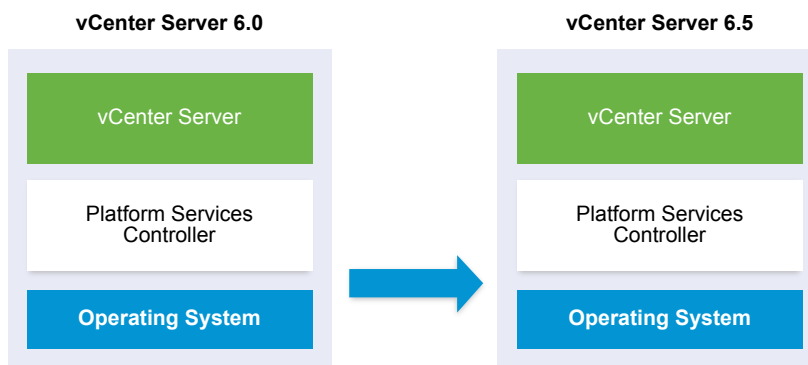 vCenter Server 6.0
vCenter Server
Platform Services
Controller
Operating System
vCenter Server 6.5
vCenter Server
Platform Services
Controller
Operating System